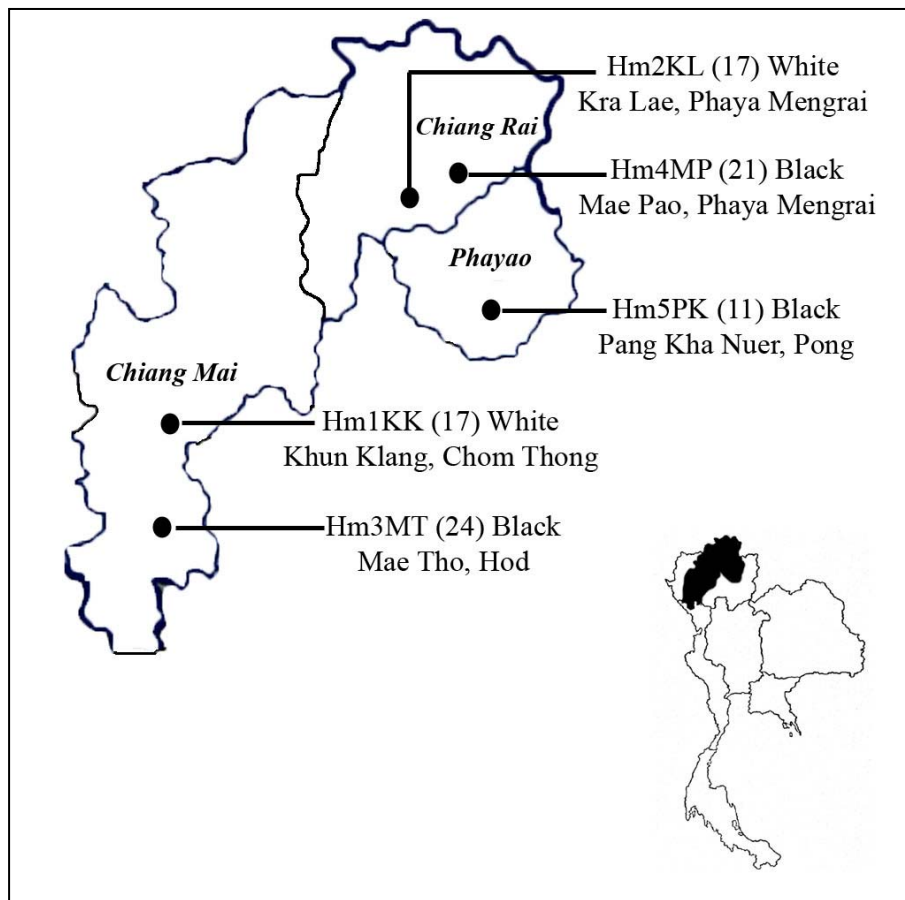 Hm2KL (17) White
Kra Lae, Phaya Mengrai
Chiang Rai
Hm4MP (21) Black
Mae Pao, Phaya Mengrai
Phayao
Hm5PK (11) Black
Pang Kha Nuer, Pong
Chiang Mai
Hm1KK (17) White
Khun Klang, Chom Thong
Hm3MT (24) Black
Mae Tho, Hod